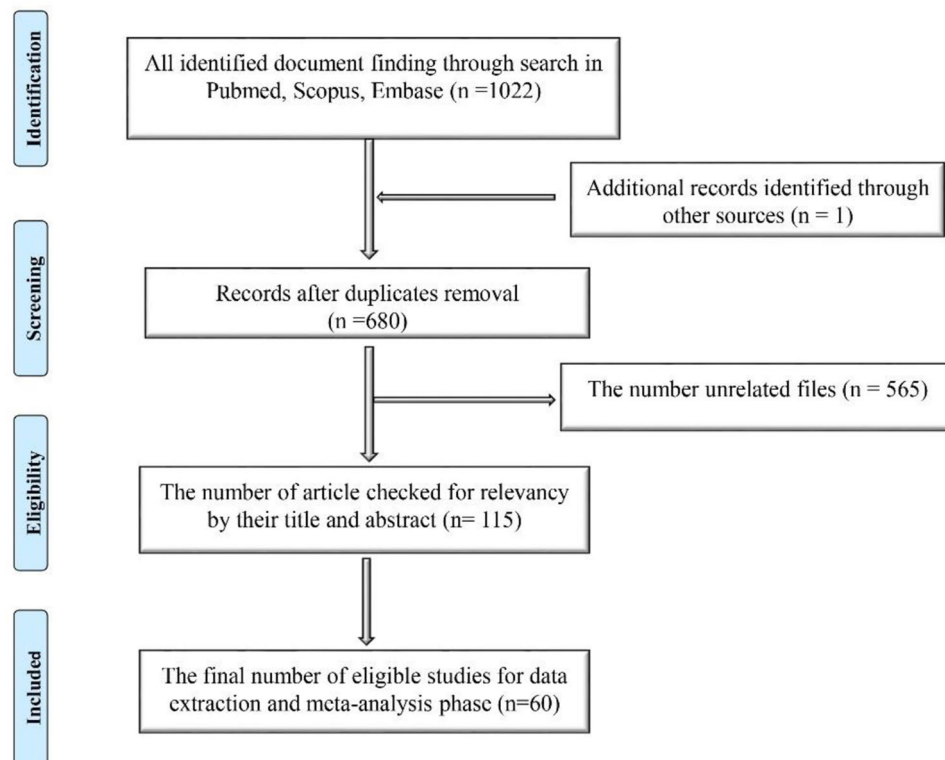 Identification
All identified document finding through search in
Pubmed, Scopus, Embase (n =1022)
Additional records identified through
other sources (n = 1)
Screening
Records after duplicates removal
(n =680)
The number unrelated files (n = 565)
Eligibility
The number of article checked for relevancy
by their title and abstract (n= 115)
Included
The final number of eligible studies for data
extraction and meta-analysis phase (n=60)